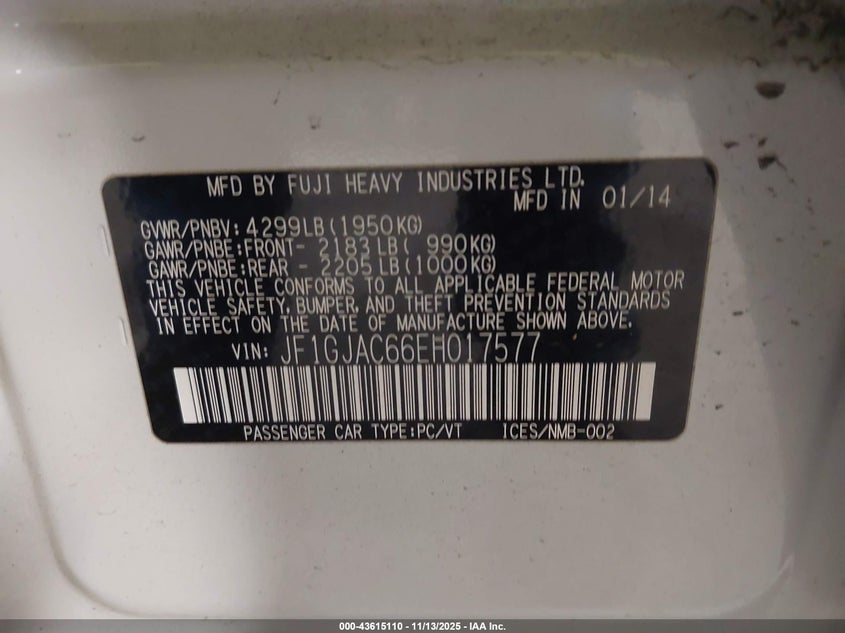 MFD BY FUJI HEAVY INDUSTRIES LTD.
MFD IN 01/14
GVWR/PNBV: 4299LB (1950KG)
GAWR/PNBE:FRONT- 2183LB( 990KG)
GAWR/PNBE:REAR - 2205LB(1000KG)
THIS VEHICLE CONFORMS TO ALL APPLICABLE FEDERAL MOTOR
VEHICLE SAFETY, BUMPER, AND THEFT PREVENTION STANDARDS
IN EFFECT ON THE DATE OF MANUFACTURE SHOWN ABOVE.
VIN: JF1GJAC66EH017577
PASSENGER CAR TYPE:PC/VT ICES/NMB-002
000-43615110 - 11/13/2025 - IAA Inc.